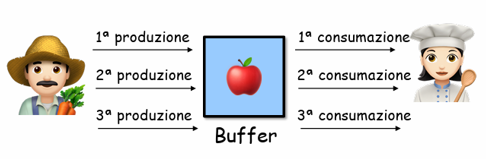 1ª produzione
2ª produzione
3ª produzione
Buffer
1ª consumazione
2ª consumazione
3ª consumazione